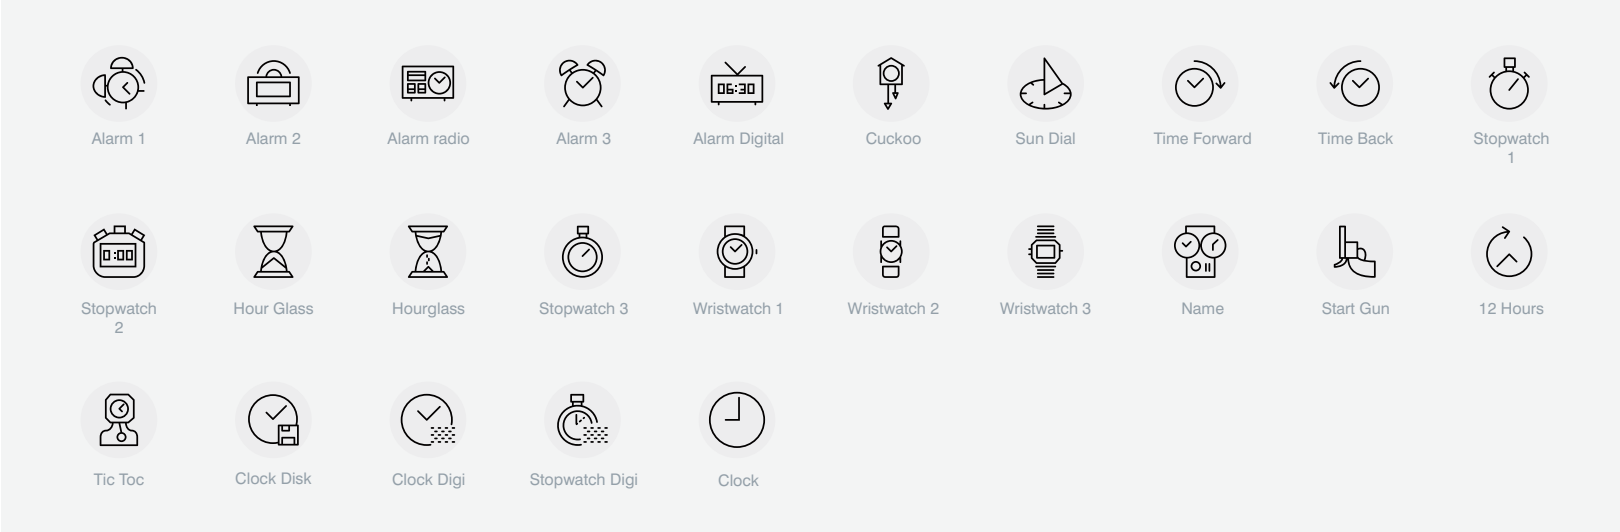 06:30
Alarm 1
Alarm 2
Alarm radio
Alarm 3
Alarm Digital
Cuckoo
Sun Dial
Time Forward
Time Back
Stopwatch
1
0:00
Stopwatch
2
Hour Glass
Hourglass
Stopwatch 3
Wristwatch 1
Wristwatch 2
Wristwatch 3
Name
Start Gun
12 Hours
Tic Toc
Clock Disk
Clock Digi
Stopwatch Digi
Clock